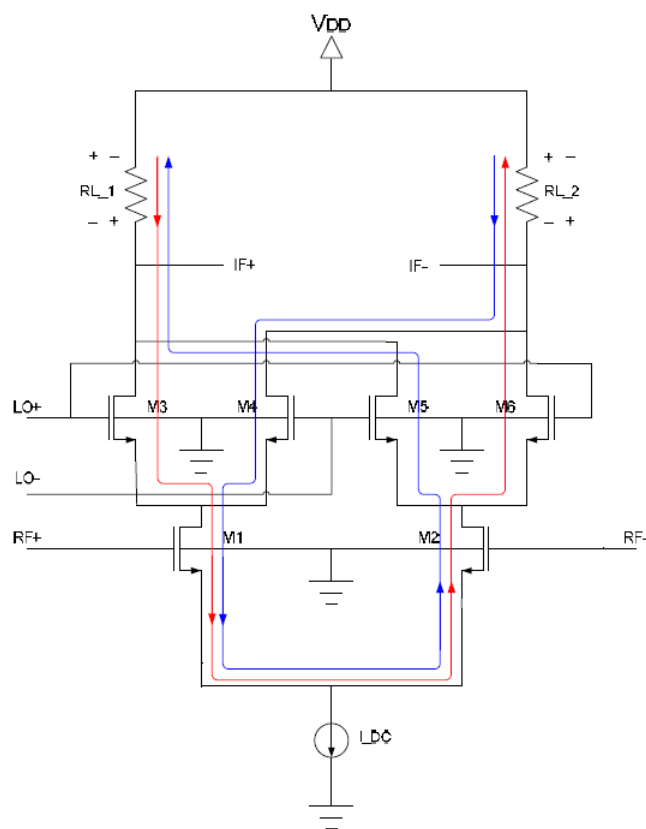 VDD
+ − + −
RL_1 RL_2
− + − +
IF+ IF-
LO+ M3 M4 M5 M6
LO-
RF+ M1 M2 RF-
I_DC